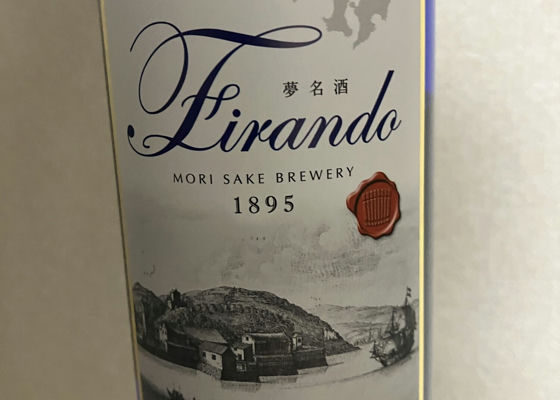 夢名酒
Firando
MORI SAKE BREWERY
1895